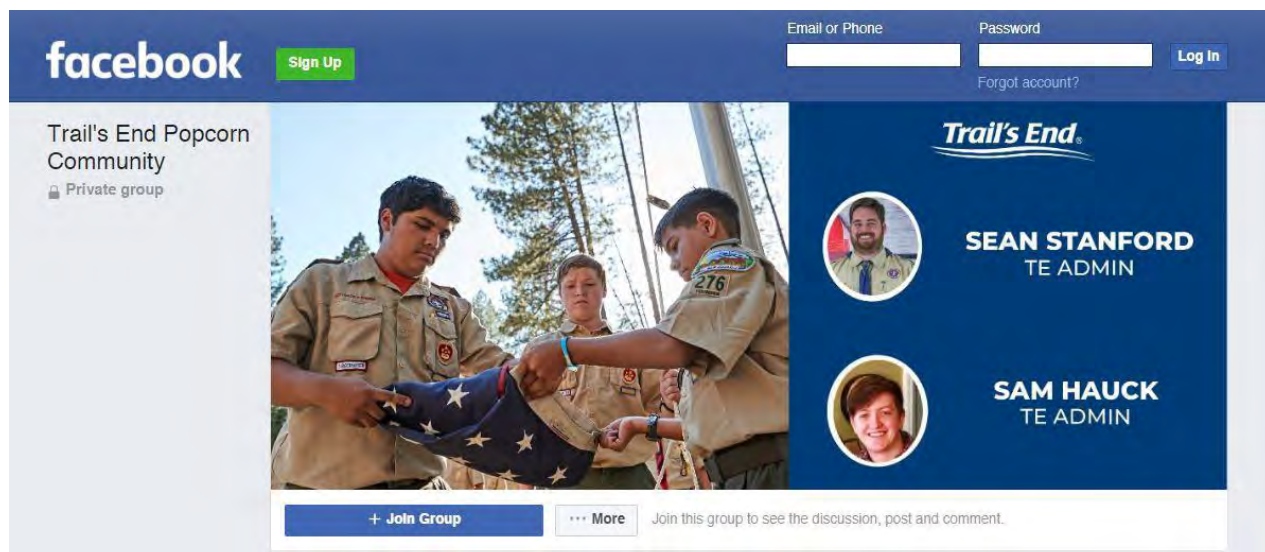 facebook
Sign Up
Email or Phone
Password
Log In
Forgot account?
Trail's End Popcorn
Community
Private group
Trail's End®
SEAN STANFORD
TE ADMIN
SAM HAUCK
TE ADMIN
276
+ Join Group
··· More
Join this group to see the discussion, post and comment.